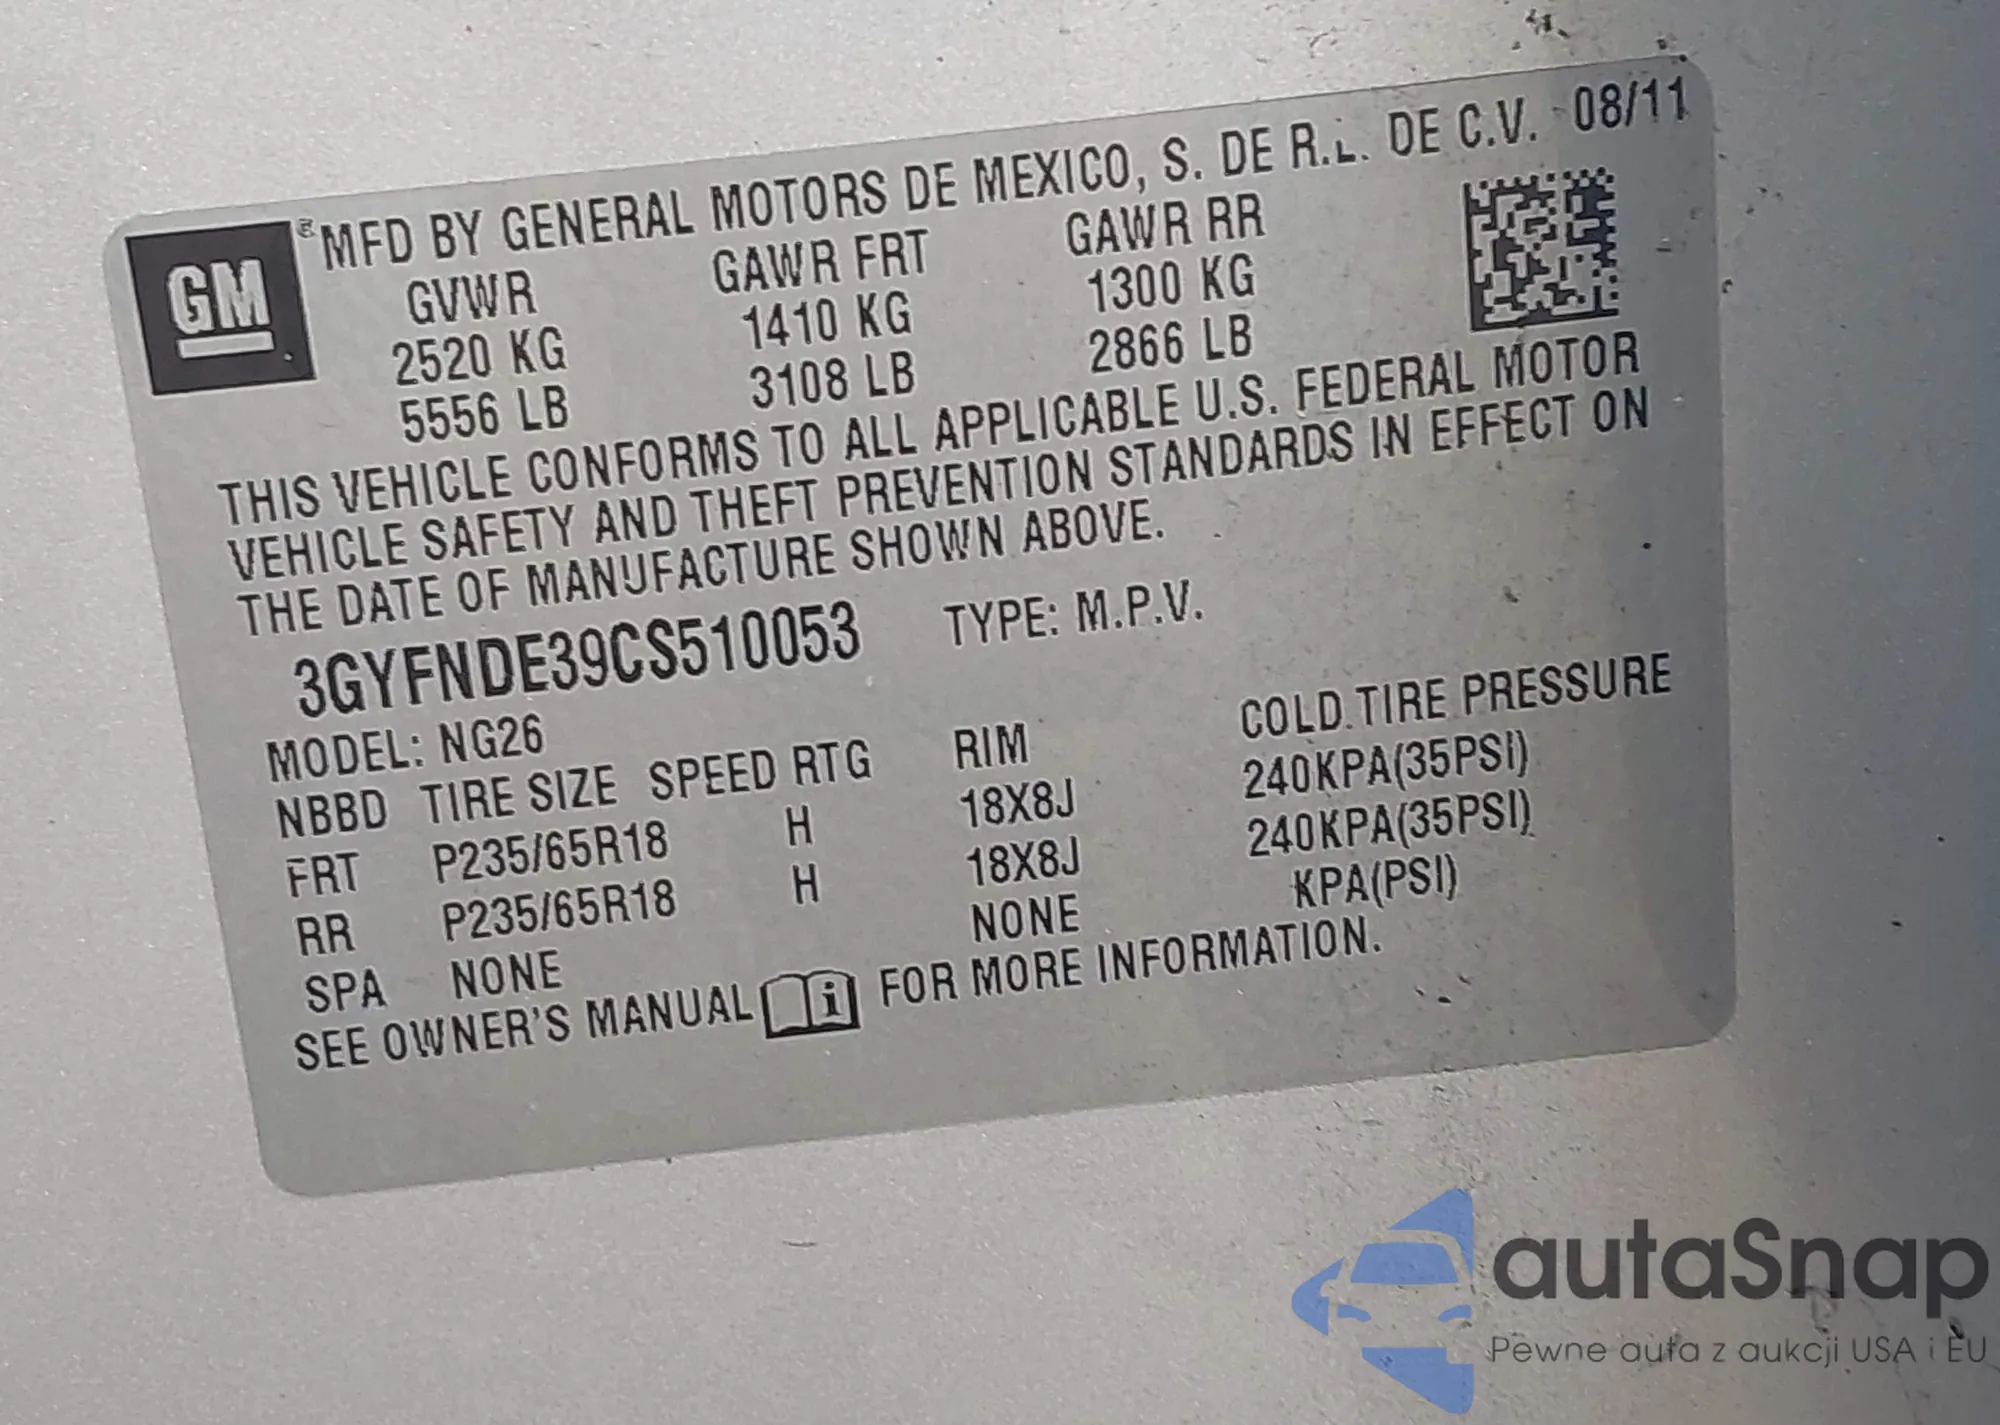 GM
® MFD BY GENERAL MOTORS DE MEXICO, S. DE R.L. DE C.V. 08/11
GVWR GAWR FRT GAWR RR
2520 KG 1410 KG 1300 KG
5556 LB 3108 LB 2866 LB
THIS VEHICLE CONFORMS TO ALL APPLICABLE U.S. FEDERAL MOTOR
VEHICLE SAFETY AND THEFT PREVENTION STANDARDS IN EFFECT ON
THE DATE OF MANUFACTURE SHOWN ABOVE.
3GYFNDE39CS510053 TYPE: M.P.V.
MODEL: NG26
NBBD TIRE SIZE SPEED RTG RIM COLD TIRE PRESSURE
FRT P235/65R18 H 18X8J 240KPA(35PSI)
RR P235/65R18 H 18X8J 240KPA(35PSI)
SPA NONE NONE KPA(PSI)
SEE OWNER'S MANUAL i FOR MORE INFORMATION.
autaSnap
Pewne auta z aukcji USA i EU